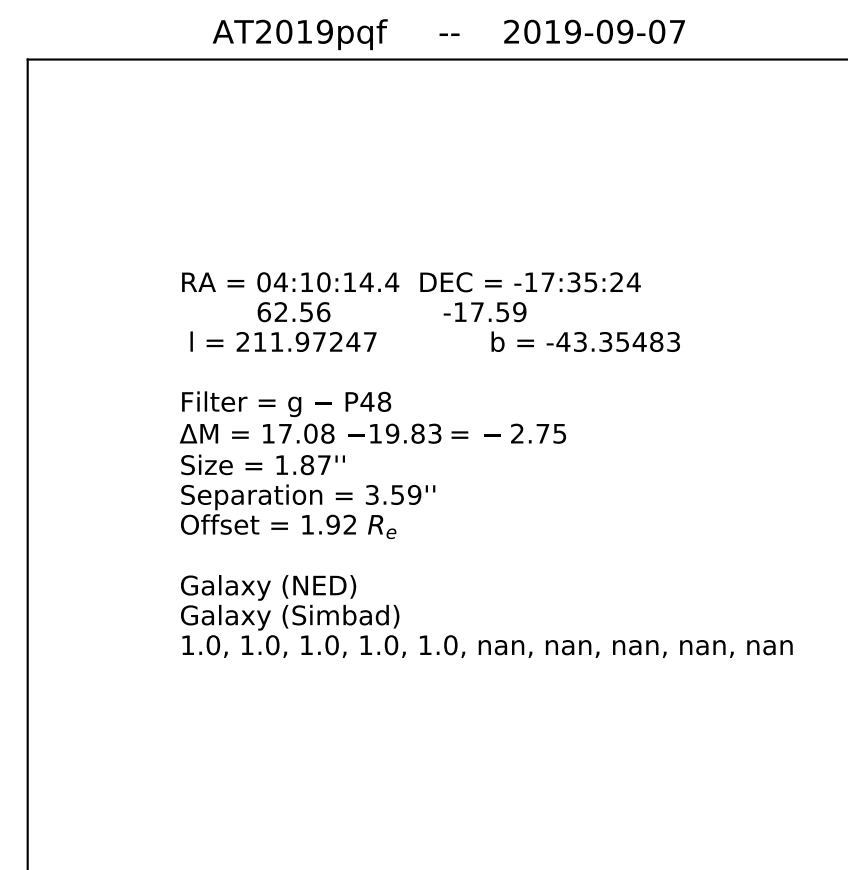 AT2019pqf -- 2019-09-07
RA = 04:10:14.4 DEC = -17:35:24
62.56 -17.59
l = 211.97247 b = -43.35483
Filter = g − P48
ΔM = 17.08 −19.83 = − 2.75
Size = 1.87''
Separation = 3.59''
Offset = 1.92 Re
Galaxy (NED)
Galaxy (Simbad)
1.0, 1.0, 1.0, 1.0, 1.0, nan, nan, nan, nan, nan